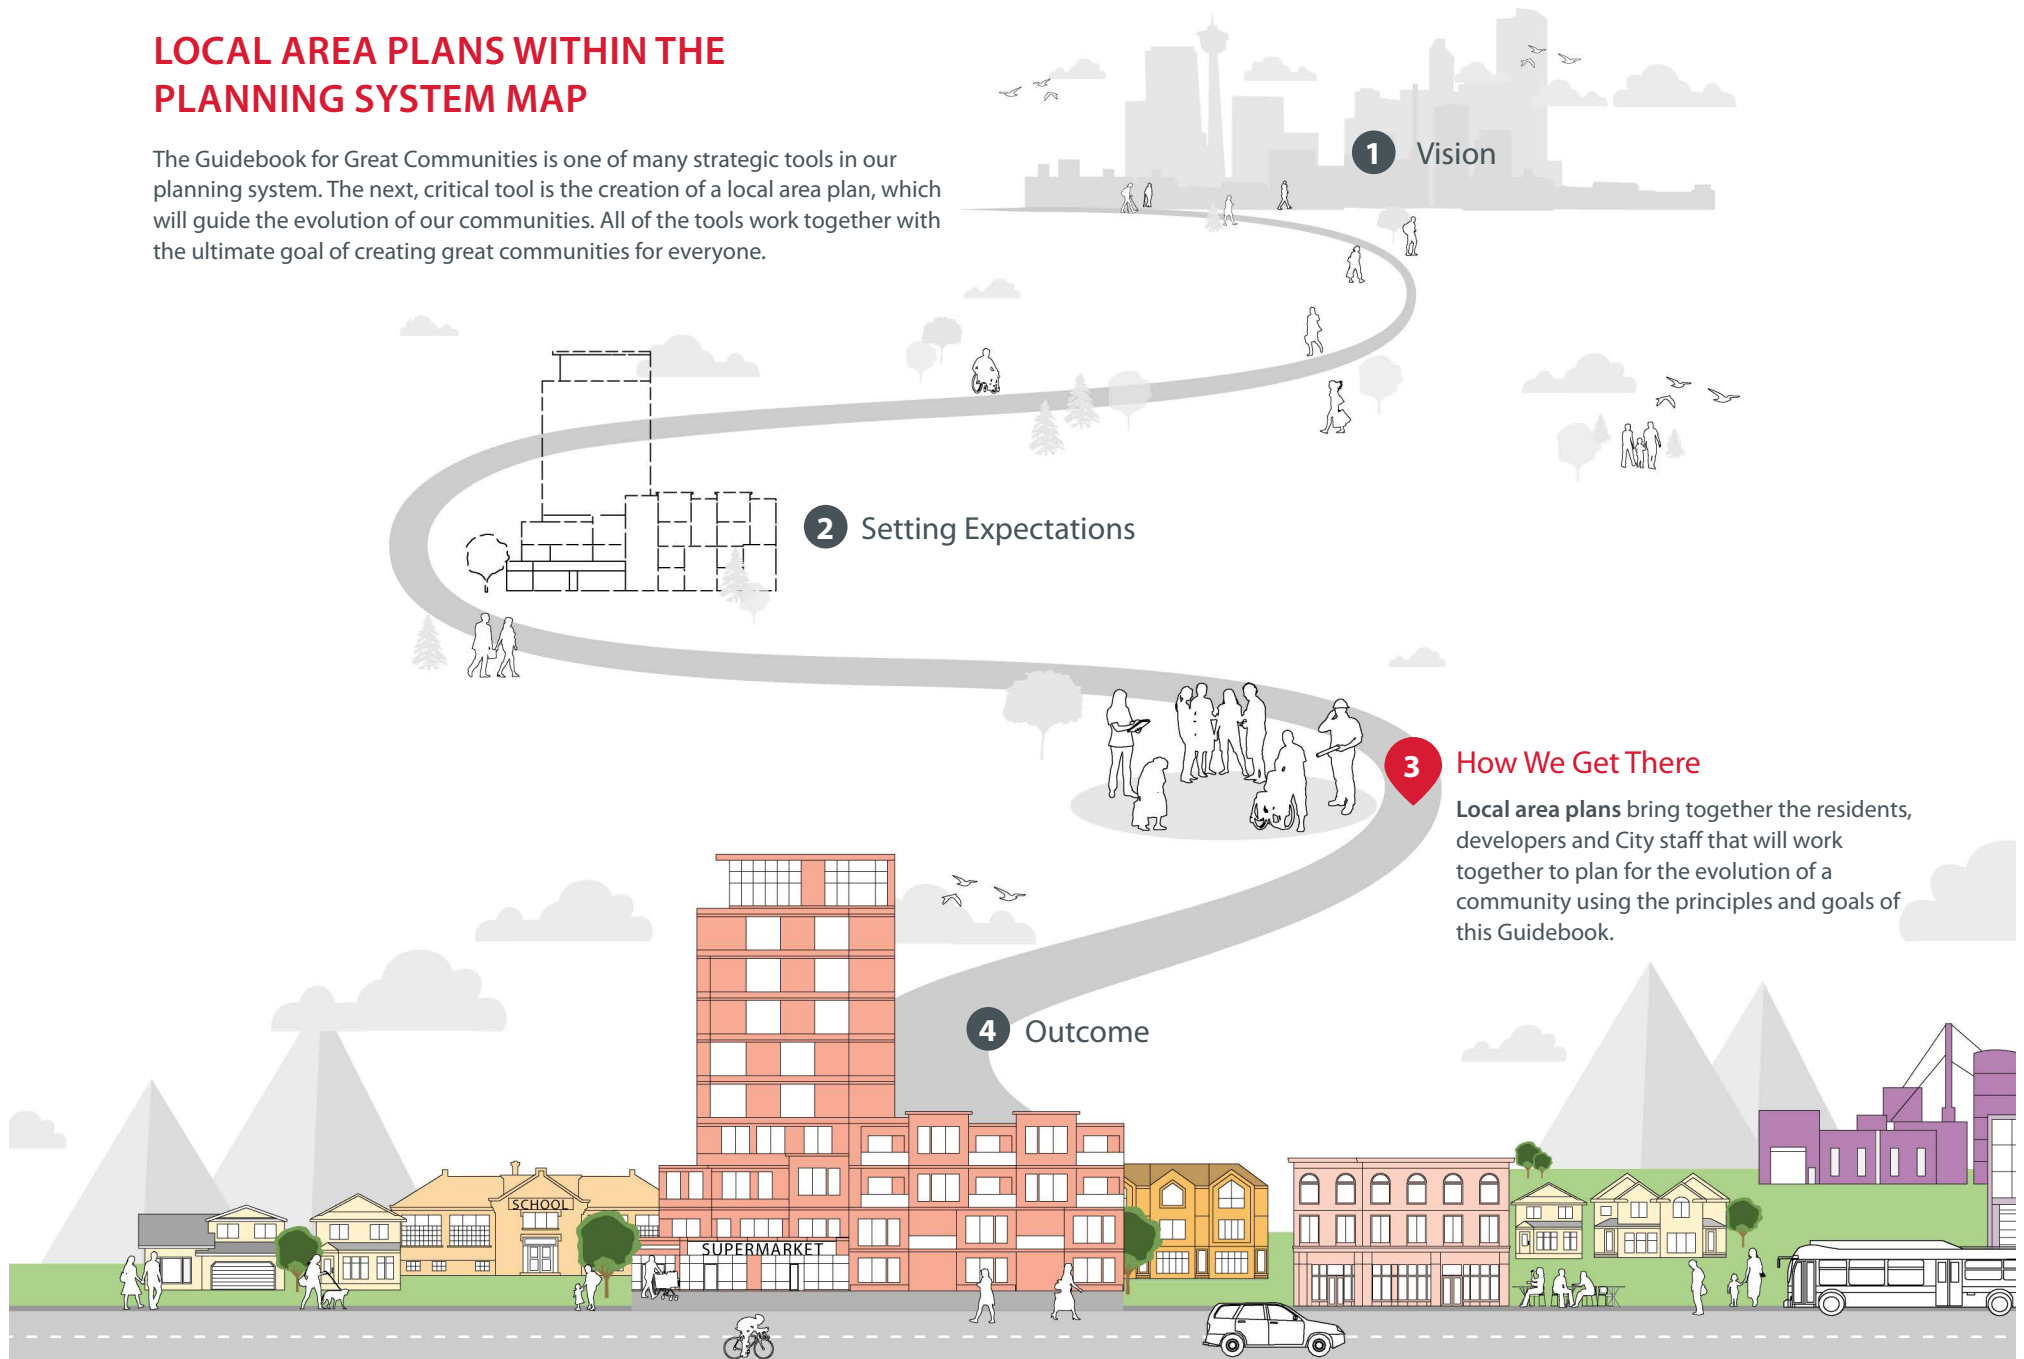 LOCAL AREA PLANS WITHIN THE
PLANNING SYSTEM MAP
The Guidebook for Great Communities is one of many strategic tools in our
planning system. The next, critical tool is the creation of a local area plan, which
will guide the evolution of our communities. All of the tools work together with
the ultimate goal of creating great communities for everyone.
1 Vision
2 Setting Expectations
3 How We Get There
Local area plans bring together the residents,
developers and City staff that will work
together to plan for the evolution of a
community using the principles and goals of
this Guidebook.
4 Outcome
SCHOOL
SUPERMARKET